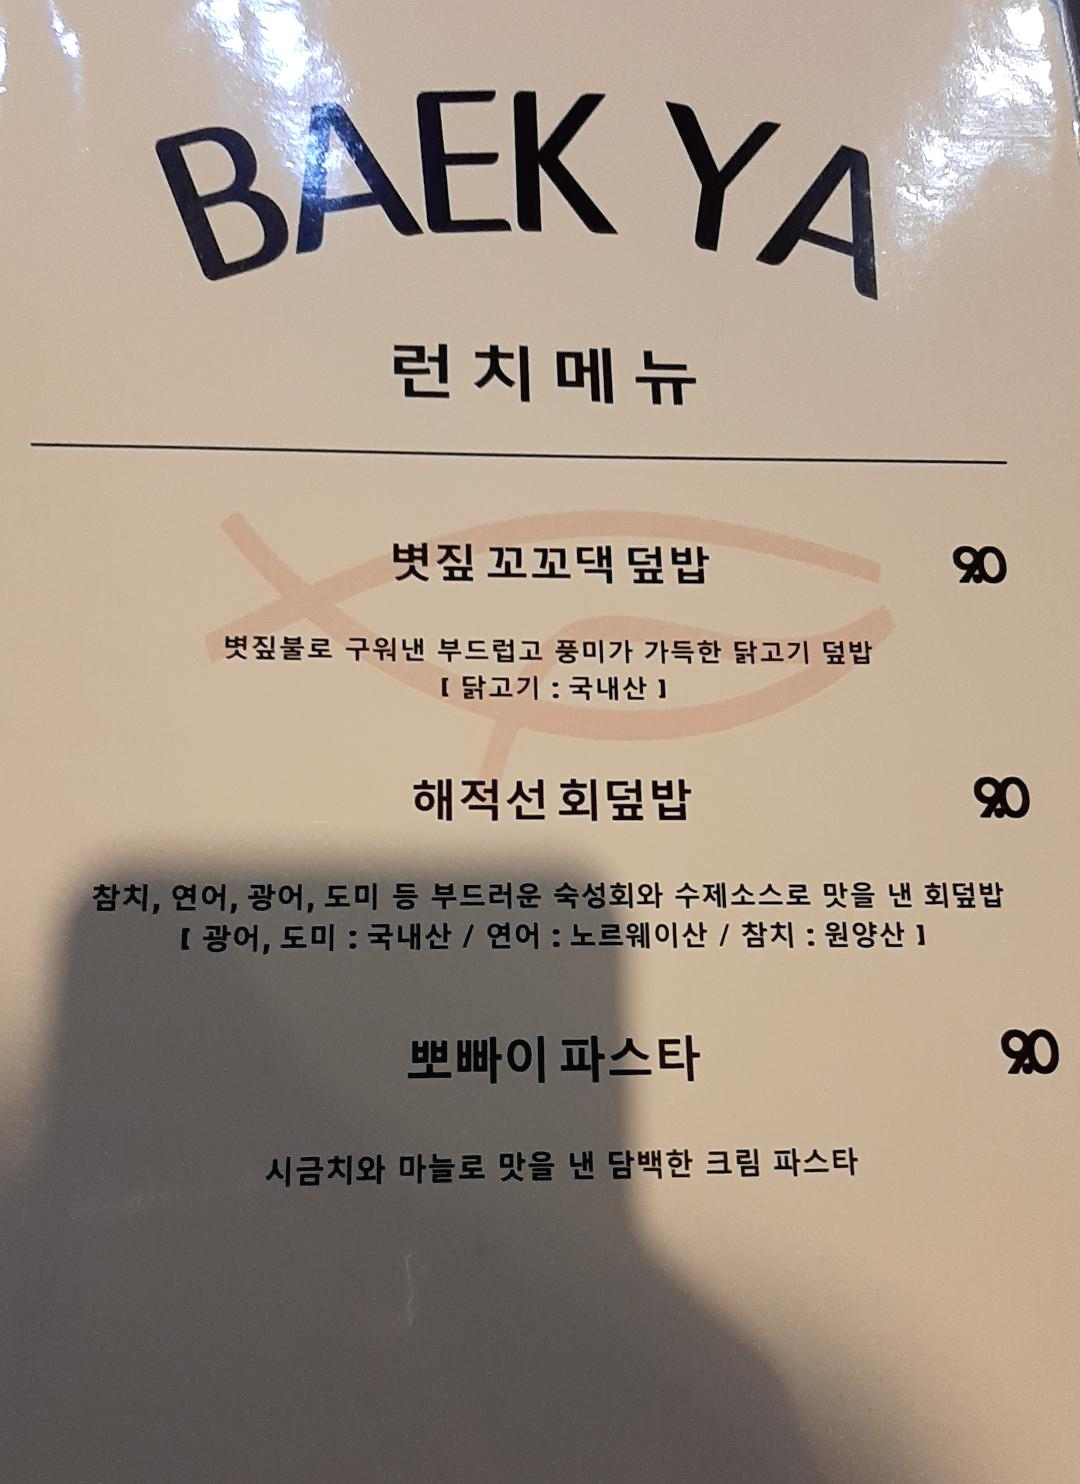 BAEK YA
런치메뉴
볏짚 꼬꼬댁 덮밥 9.0
볏짚불로 구워낸 부드럽고 풍미가 가득한 닭고기 덮밥
[ 닭고기 : 국내산 ]
해적선 회덮밥 9.0
참치, 연어, 광어, 도미 등 부드러운 숙성회와 수제소스로 맛을 낸 회덮밥
[ 광어, 도미 : 국내산 / 연어 : 노르웨이산 / 참치 : 원양산 ]
뽀빠이 파스타 9.0
시금치와 마늘로 맛을 낸 담백한 크림 파스타